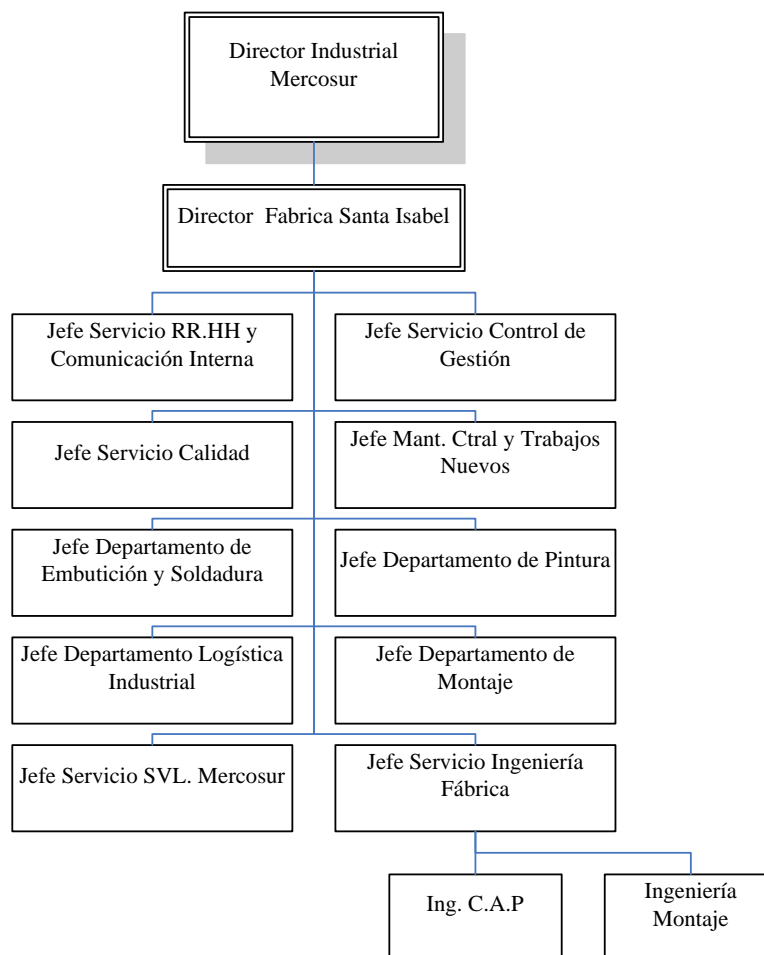 Director Industrial
Mercosur
Director Fabrica Santa Isabel
Jefe Servicio RR.HH y
Comunicación Interna
Jefe Servicio Control de
Gestión
Jefe Servicio Calidad
Jefe Mant. Ctral y Trabajos
Nuevos
Jefe Departamento de
Embutición y Soldadura
Jefe Departamento de Pintura
Jefe Departamento Logística
Industrial
Jefe Departamento de
Montaje
Jefe Servicio SVL. Mercosur
Jefe Servicio Ingeniería
Fábrica
Ing. C.A.P
Ingeniería
Montaje